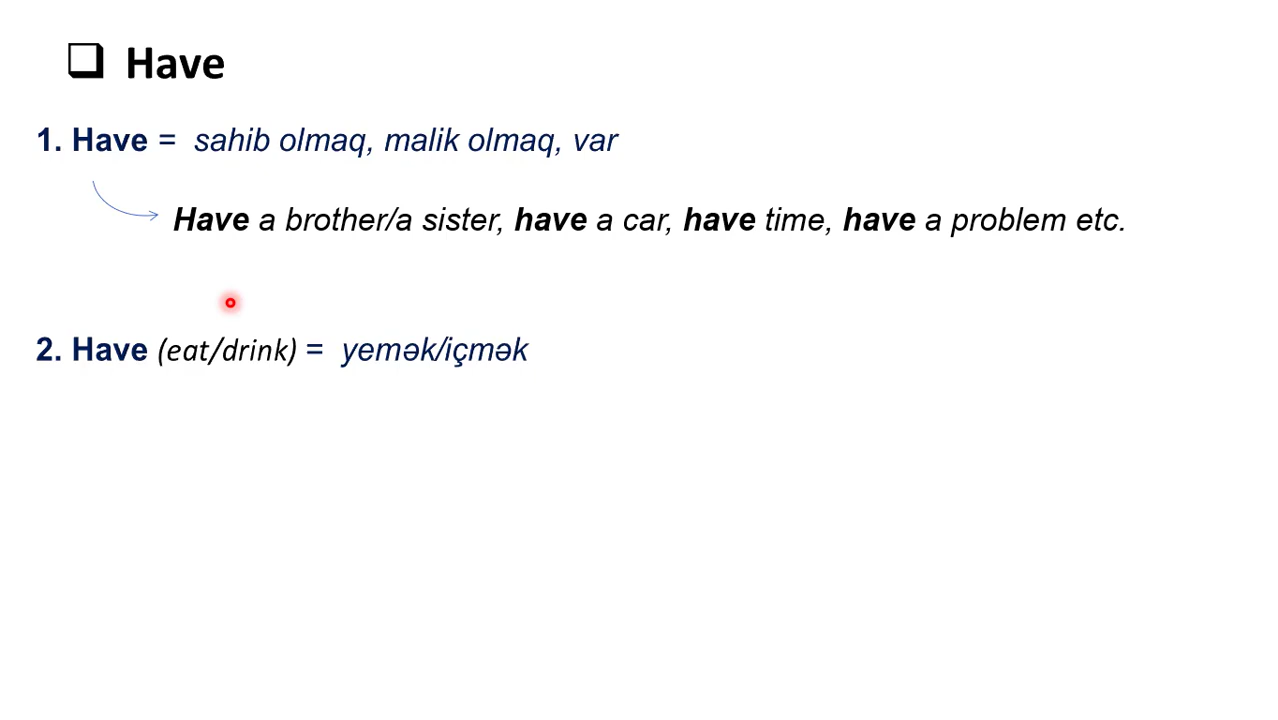 Have
1. Have = sahib olmaq, malik olmaq, var
Have a brother/a sister, have a car, have time, have a problem etc.
2. Have (eat/drink) = yemək/içmək